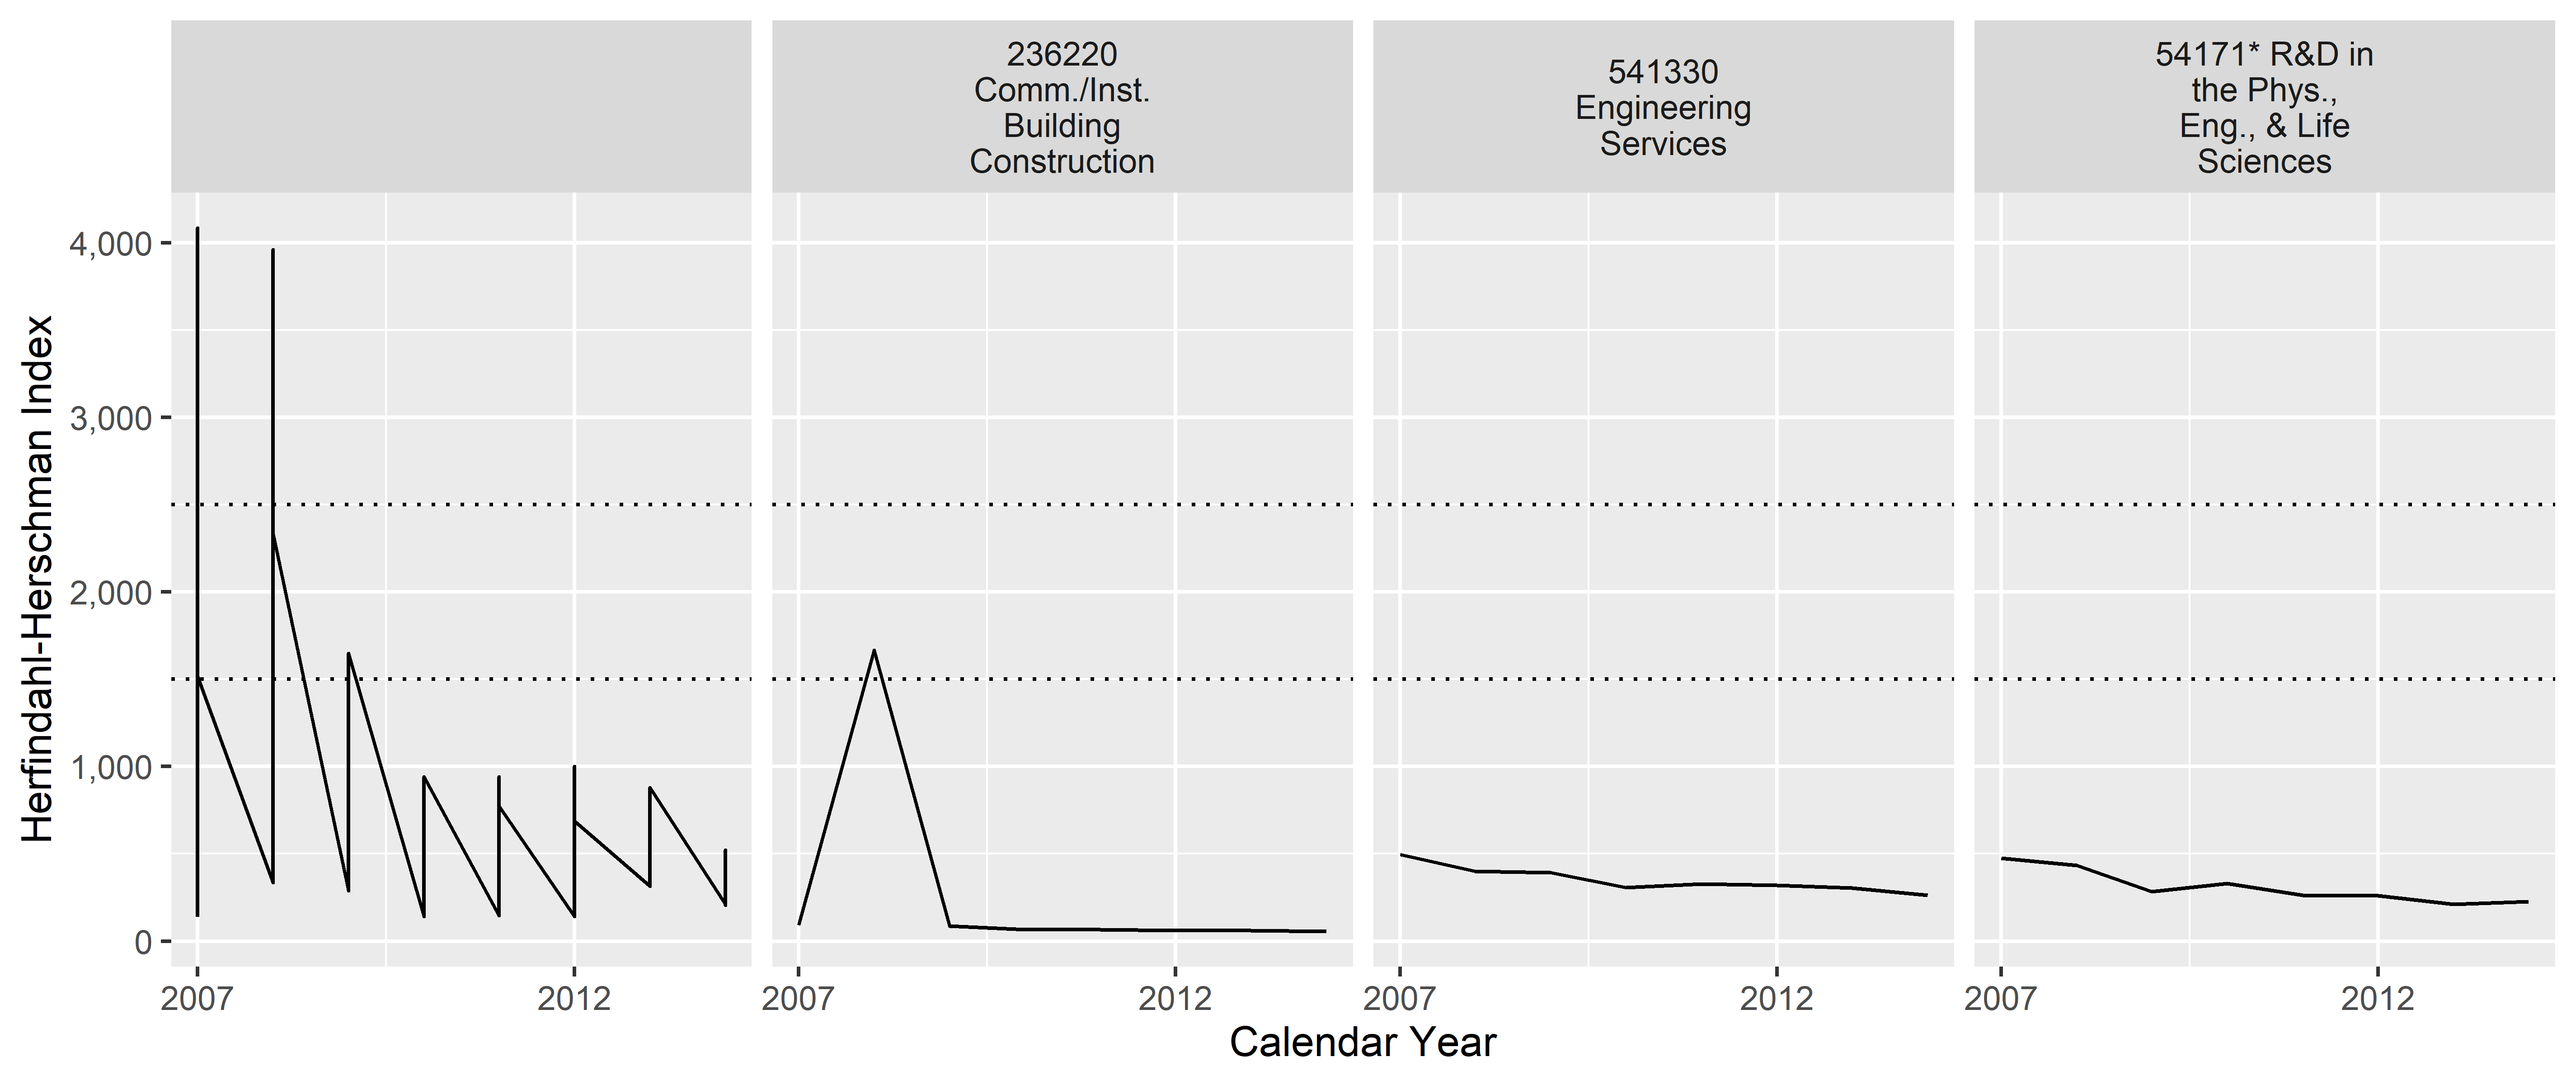 236220
Comm./Inst.
Building
Construction
541330
Engineering
Services
54171* R&D in
the Phys.,
Eng., & Life
Sciences
Herfindahl-Herschman Index
4,000
3,000
2,000
1,000
0
2007
2012
2007
2012
2007
2012
2007
2012
Calendar Year